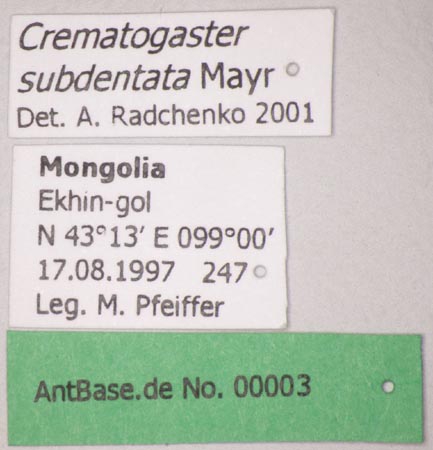 Crematogaster
subdentata Mayr
Det. A. Radchenko 2001
Mongolia
Ekhin-gol
N 43°13′ E 099°00′
17.08.1997 247
Leg. M. Pfeiffer
AntBase.de No. 00003